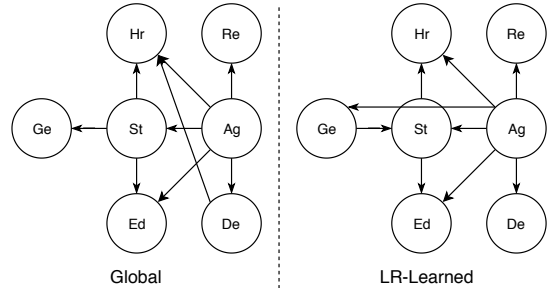 Hr Re Hr Re
Ge St Ag Ge St Ag
Ed De Ed De
Global LR-Learned